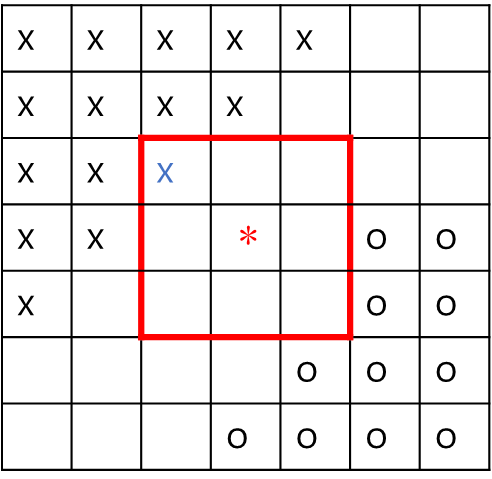 X X X X X
X X X X
X X X
X X * O O
X O O
O O O
O O O O